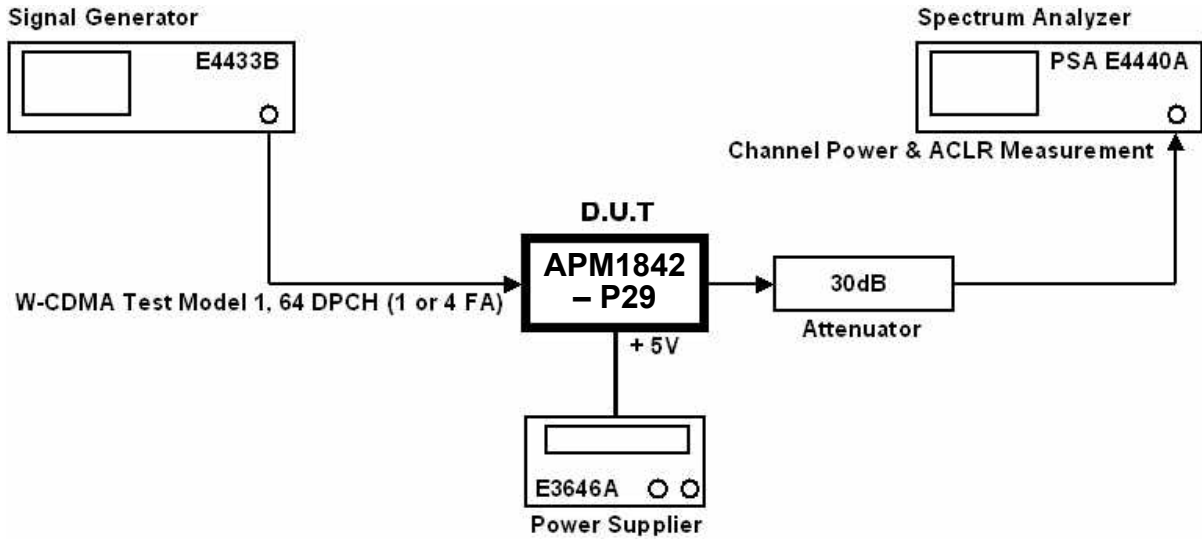 Signal Generator
E4433B
Spectrum Analyzer
PSA E4440A
Channel Power & ACLR Measurement
D.U.T
APM1842
– P29
W-CDMA Test Model 1, 64 DPCH (1 or 4 FA)
30dB
Attenuator
+ 5V
E3646A
Power Supplier